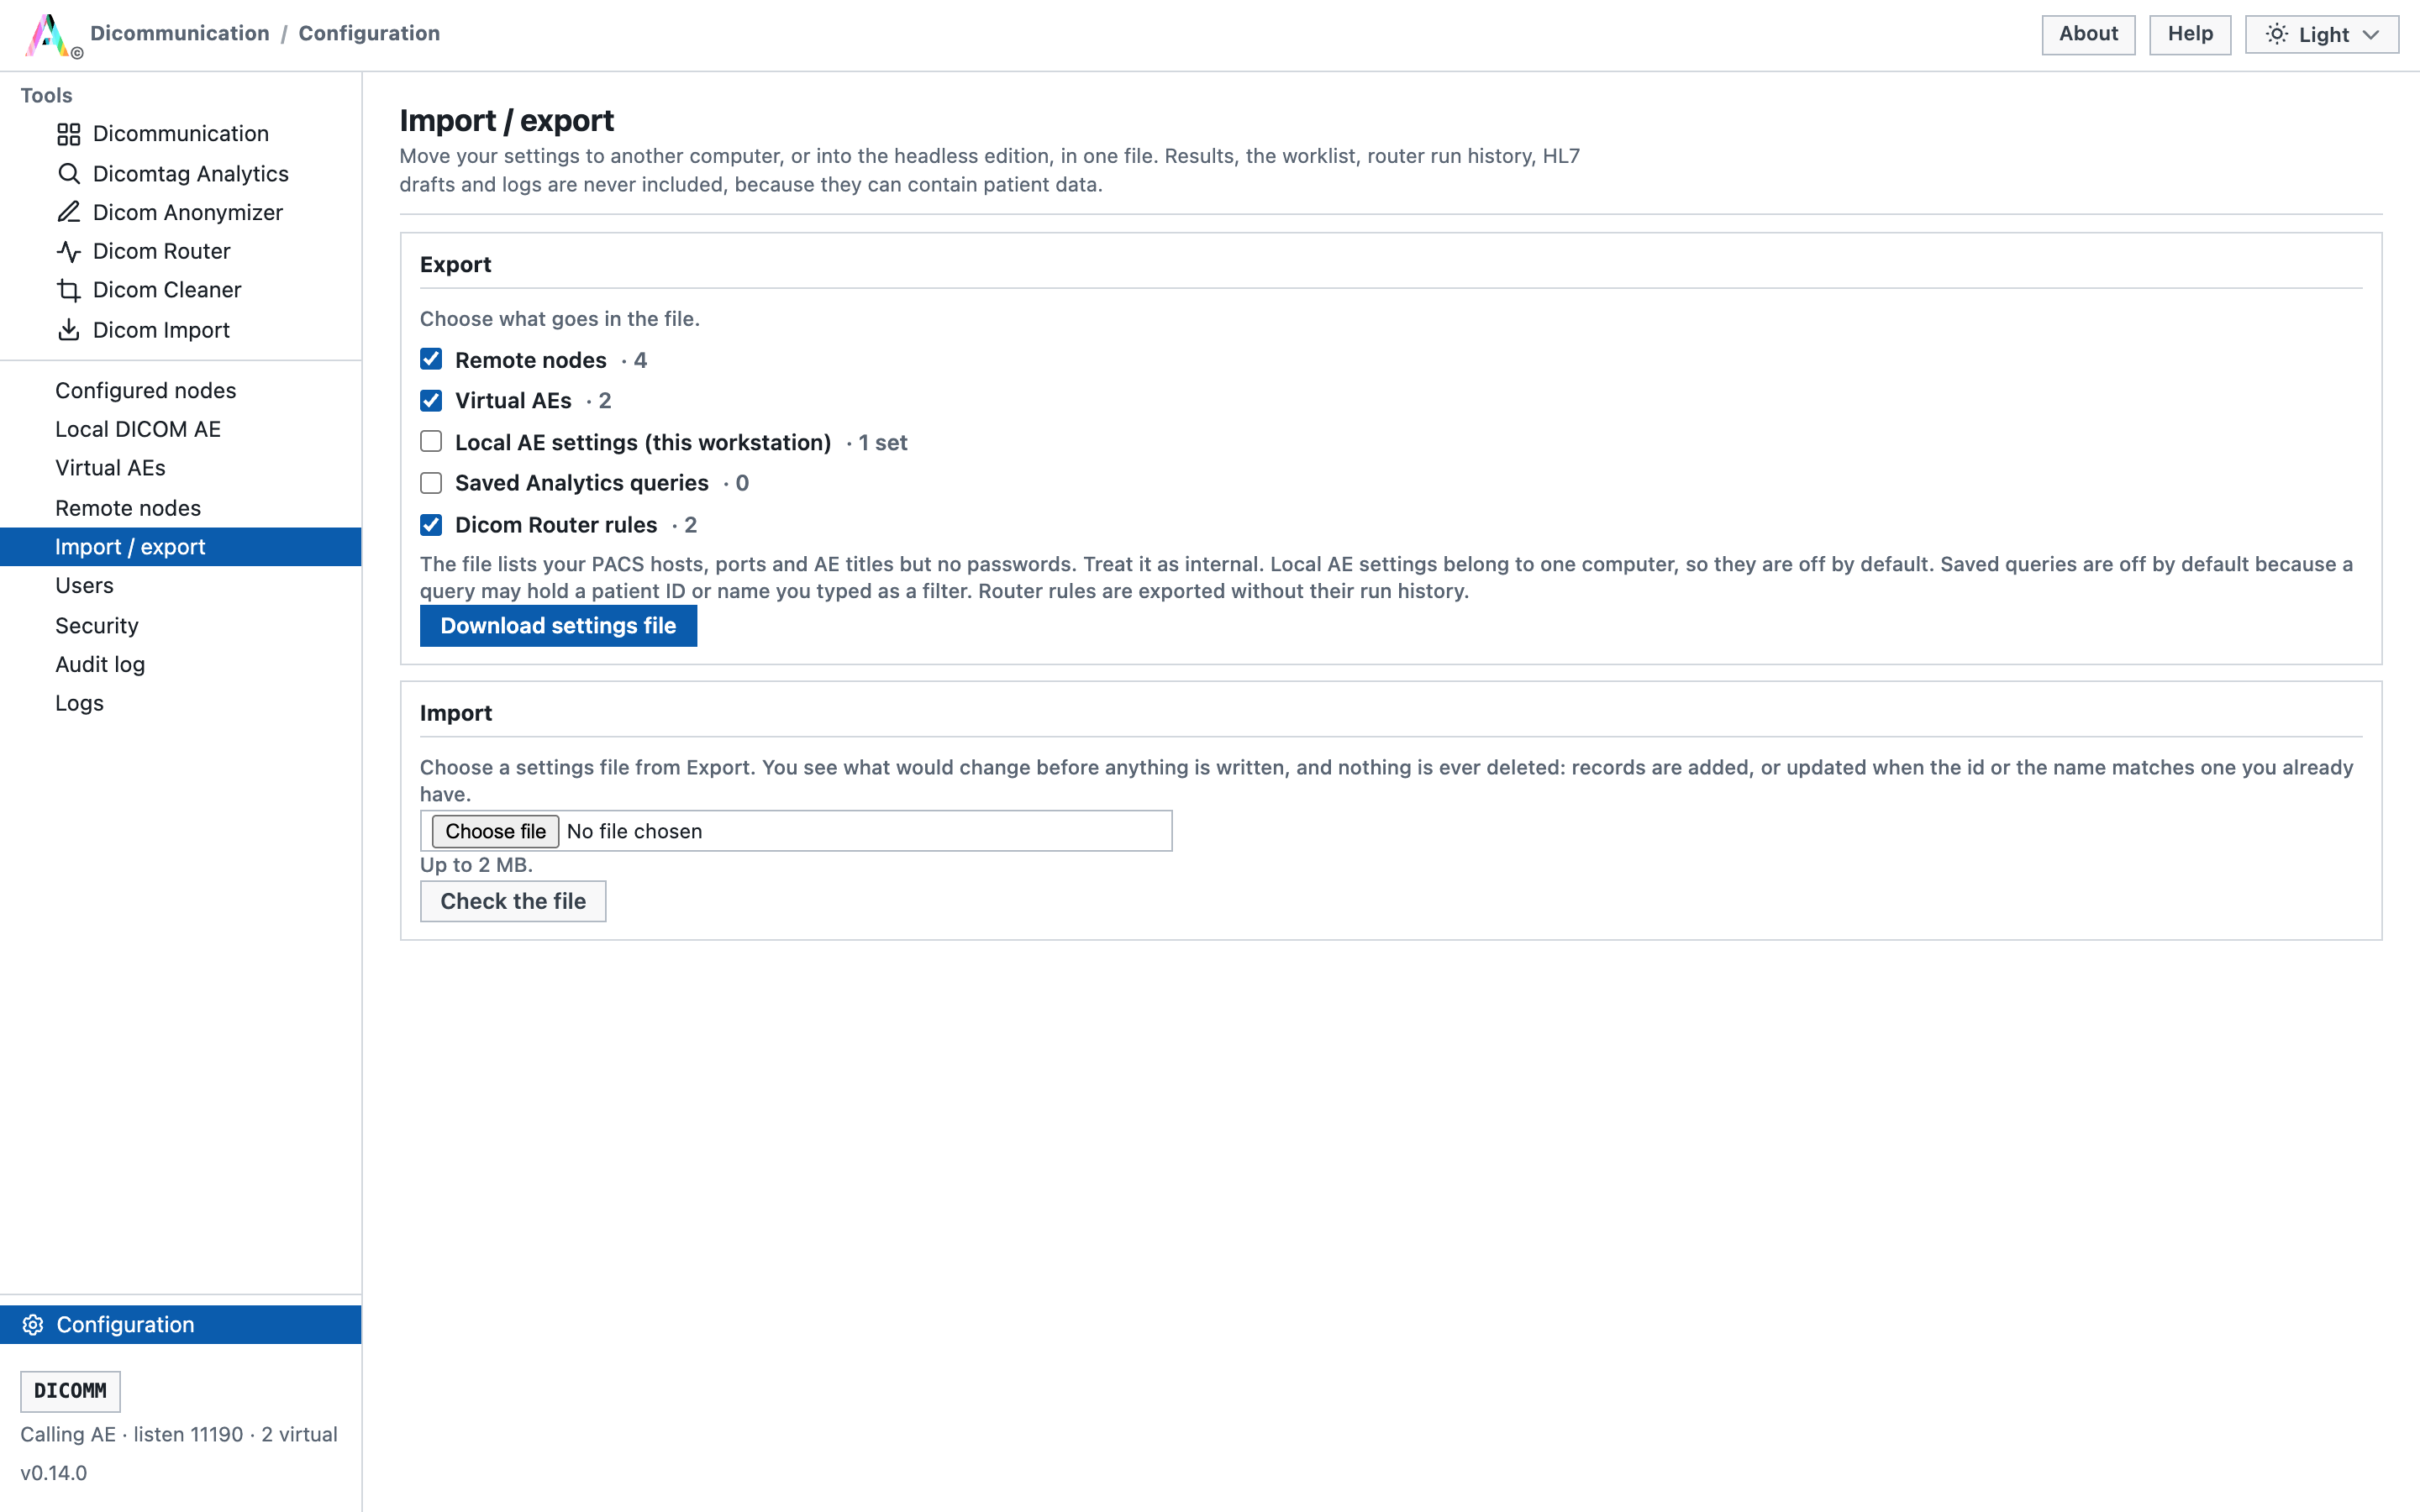 Dicommunication / Configuration
About
Help
Light
Tools
Dicommunication
Dicomtag Analytics
Dicom Anonymizer
Dicom Router
Dicom Cleaner
Dicom Import
Configured nodes
Local DICOM AE
Virtual AEs
Remote nodes
Import / export
Users
Security
Audit log
Logs
Configuration
DICOMM
Calling AE · listen 11190 · 2 virtual
v0.14.0
Import / export
Move your settings to another computer, or into the headless edition, in one file. Results, the worklist, router run history, HL7
drafts and logs are never included, because they can contain patient data.
Export
Choose what goes in the file.
Remote nodes · 4
Virtual AEs · 2
Local AE settings (this workstation) · 1 set
Saved Analytics queries · 0
Dicom Router rules · 2
The file lists your PACS hosts, ports and AE titles but no passwords. Treat it as internal. Local AE settings belong to one computer, so they are off by default. Saved queries are off by default because a
query may hold a patient ID or name you typed as a filter. Router rules are exported without their run history.
Download settings file
Import
Choose a settings file from Export. You see what would change before anything is written, and nothing is ever deleted: records are added, or updated when the id or the name matches one you already
have.
Choose file No file chosen
Up to 2 MB.
Check the file